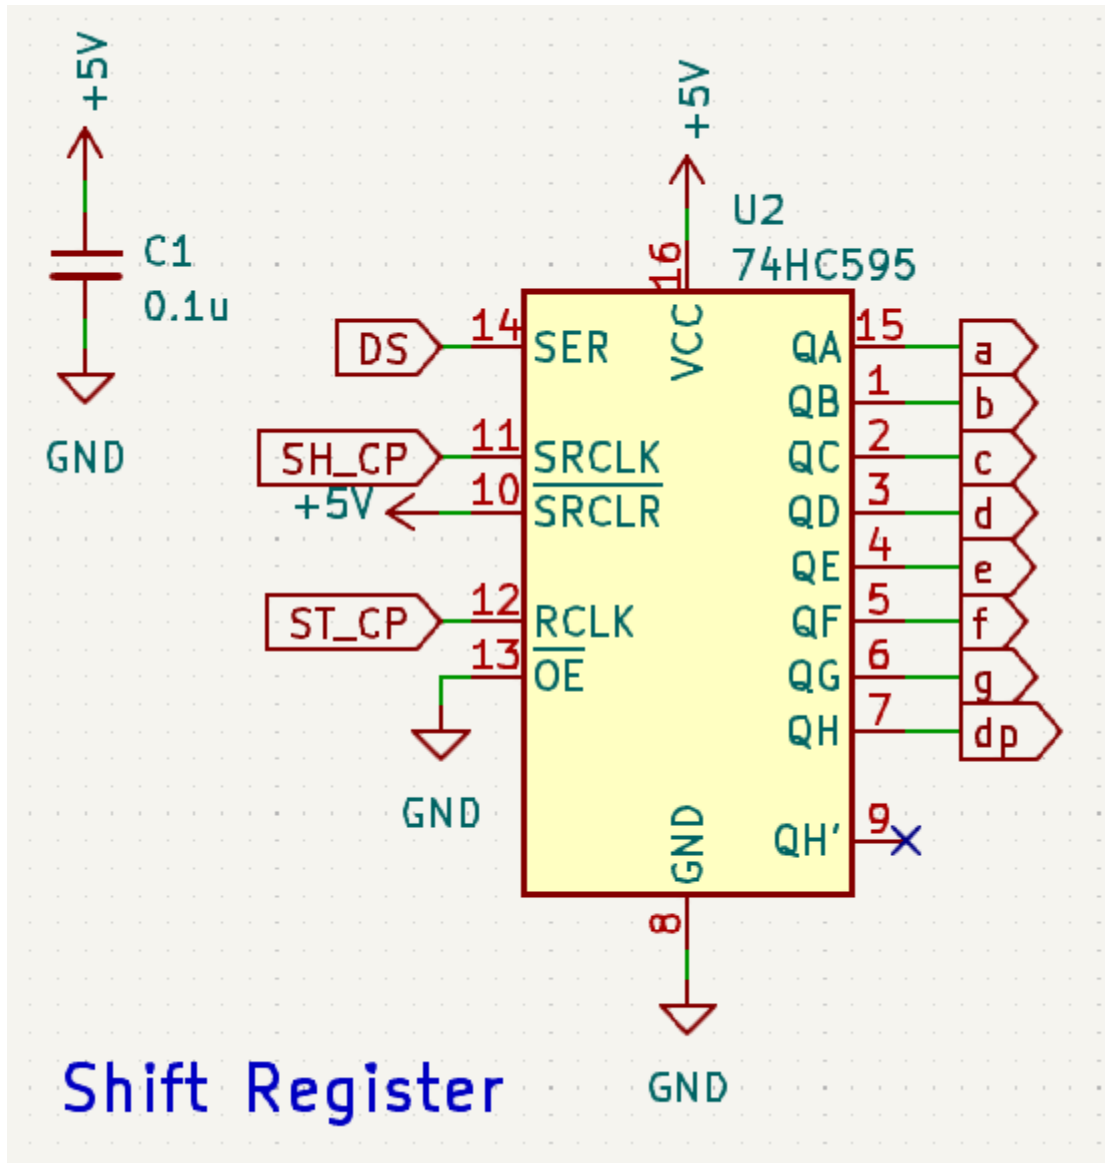 +5V
C1
0.1u
GND
+5V
U2
74HC595
16
VCC
DS
14
SER
SH_CP
11
SRCLK
+5V
10
SRCLR
ST_CP
12
RCLK
13
OE
GND
QA
15
a
QB
1
b
QC
2
c
QD
3
d
QE
4
e
QF
5
f
QG
6
g
QH
7
dp
QH'
9
GND
8
GND
Shift Register